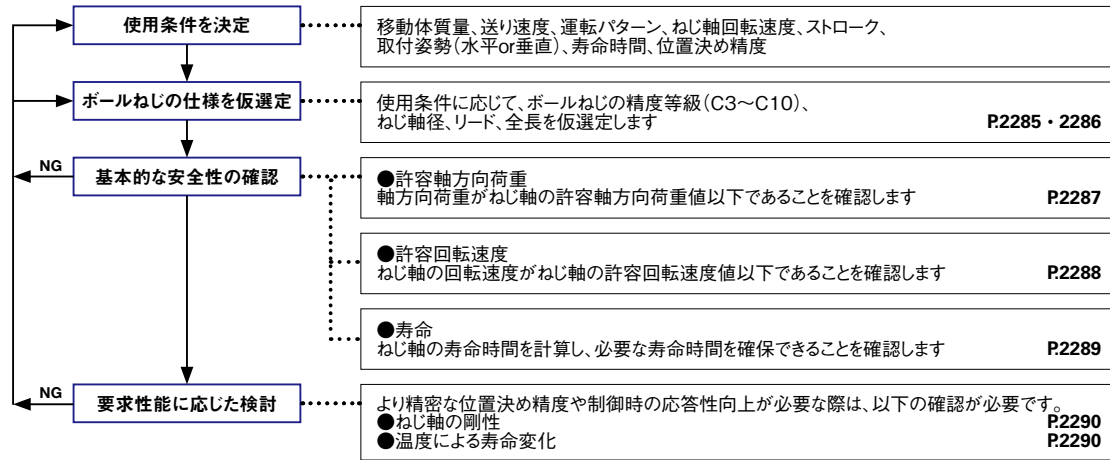 使用条件を決定
移動体質量、送り速度、運転パターン、ねじ軸回転速度、ストローク、
取付姿勢(水平or垂直)、寿命時間、位置決め精度
ボールねじの仕様を仮選定
使用条件に応じて、ボールねじの精度等級(C3〜C10)、
ねじ軸径、リード、全長を仮選定します P.2285・2286
NG
基本的な安全性の確認
●許容軸方向荷重
軸方向荷重がねじ軸の許容軸方向荷重値以下であることを確認します P.2287
●許容回転速度
ねじ軸の回転速度がねじ軸の許容回転速度値以下であることを確認します P.2288
●寿命
ねじ軸の寿命時間を計算し、必要な寿命時間を確保できることを確認します P.2289
NG
要求性能に応じた検討
より精密な位置決め精度や制御時の応答性向上が必要な際は、以下の確認が必要です。
●ねじ軸の剛性 P.2290
●温度による寿命変化 P.2290